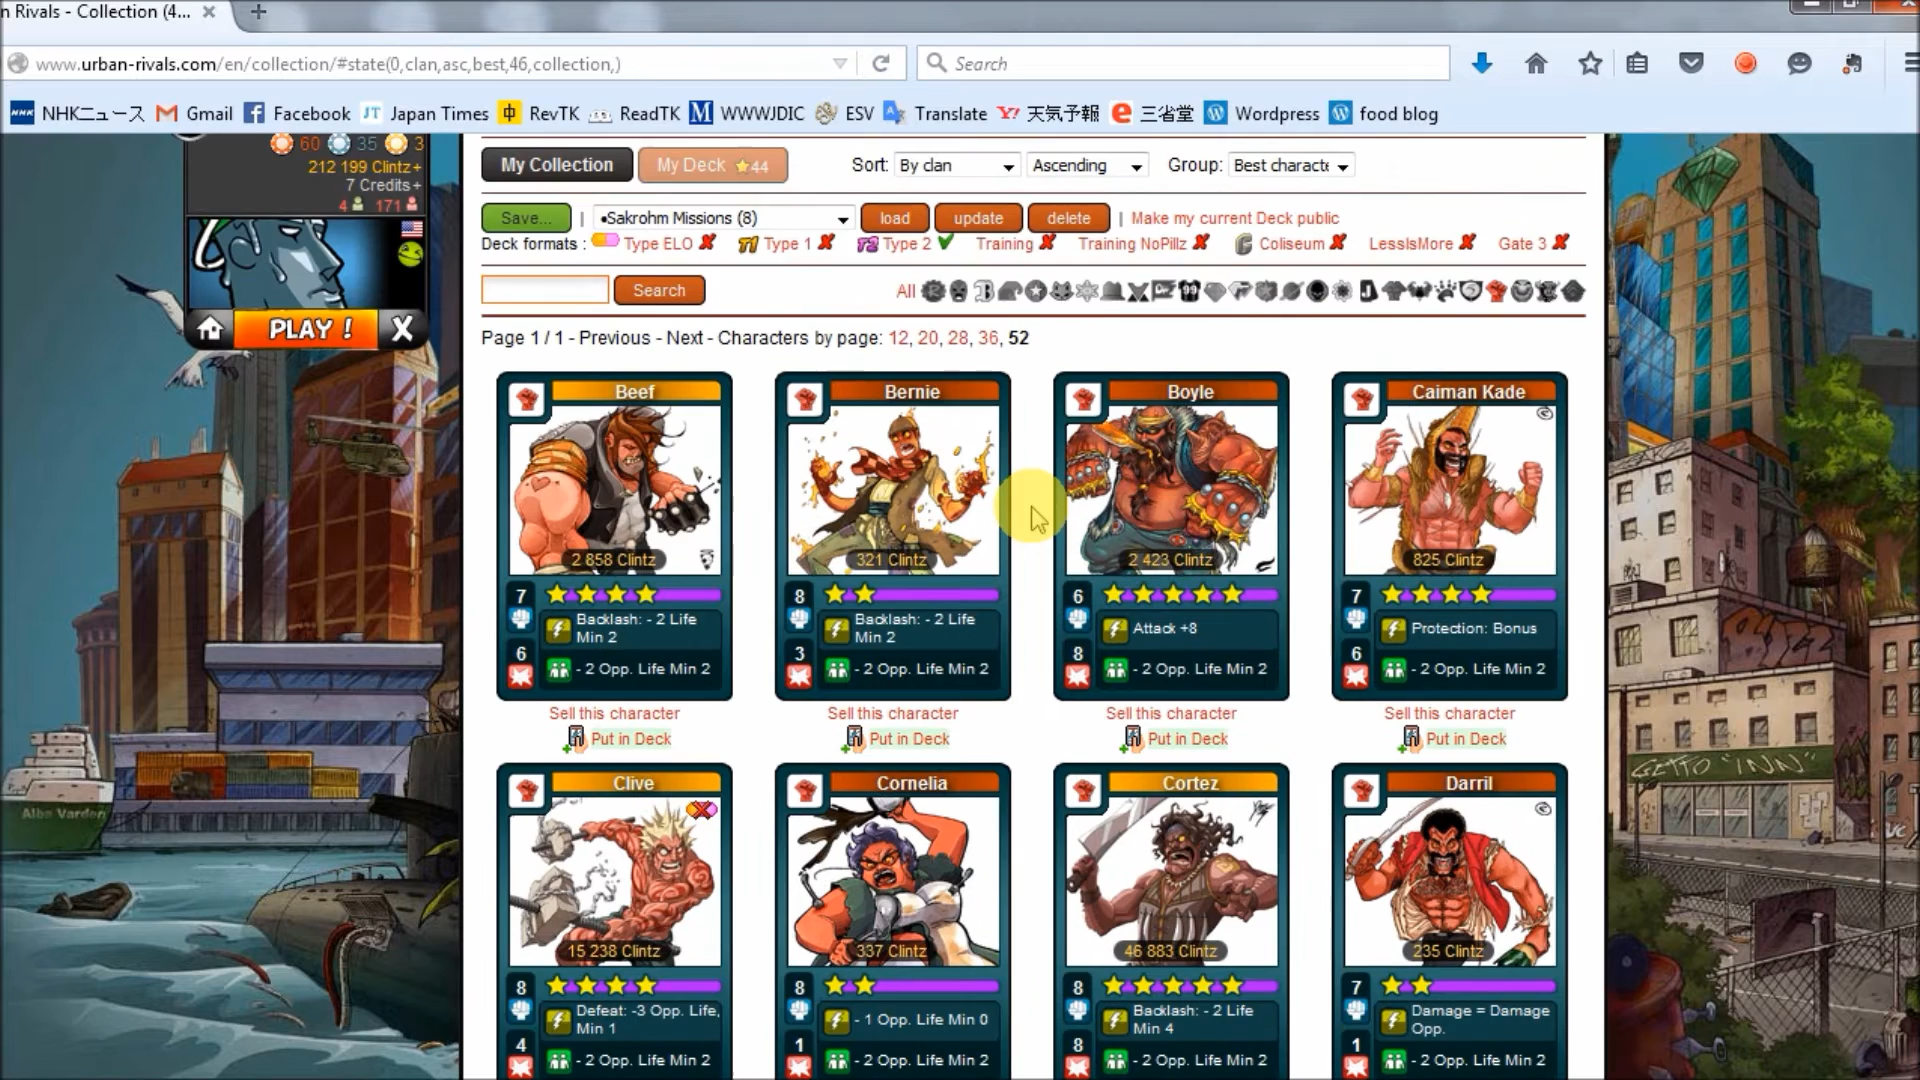 n Rivals - Collection (4...
www.urban-rivals.com/en/collection/#state(0,clan,asc,best,46,collection,)
Search
NHKニュース Gmail Facebook JT Japan Times 中 RevTK ReadTK M WWWJDIC ESV Translate Y! 天気予報 e 三省堂 Wordpress food blog
60 35 3
212 199 Clintz+
7 Credits+
4 171
PLAY !
X
My Collection My Deck 44 Sort: By clan Ascending Group: Best characte
Save... | •Sakrohm Missions (8) load update delete | Make my current Deck public
Deck formats : Type ELO T1 Type 1 T2 Type 2 Training Training NoPillz Coliseum LessIsMore Gate 3
Search All
Page 1 / 1 - Previous - Next - Characters by page: 12, 20, 28, 36, 52
Beef
2 858 Clintz
7
Backlash: - 2 Life
Min 2
6
- 2 Opp. Life Min 2
Sell this character
Put in Deck
Bernie
321 Clintz
8
Backlash: - 2 Life
Min 2
3
- 2 Opp. Life Min 2
Sell this character
Put in Deck
Boyle
2 423 Clintz
6
Attack +8
8
- 2 Opp. Life Min 2
Sell this character
Put in Deck
Caiman Kade
825 Clintz
7
Protection: Bonus
6
- 2 Opp. Life Min 2
Sell this character
Put in Deck
Clive
15 238 Clintz
8
Defeat: -3 Opp. Life,
Min 1
4
- 2 Opp. Life Min 2
Cornelia
337 Clintz
8
- 1 Opp. Life Min 0
1
- 2 Opp. Life Min 2
Cortez
46 883 Clintz
8
Backlash: - 2 Life
Min 4
8
- 2 Opp. Life Min 2
Darril
235 Clintz
7
Damage = Damage
Opp.
1
- 2 Opp. Life Min 2
Alba Varden
GETTO "INN"